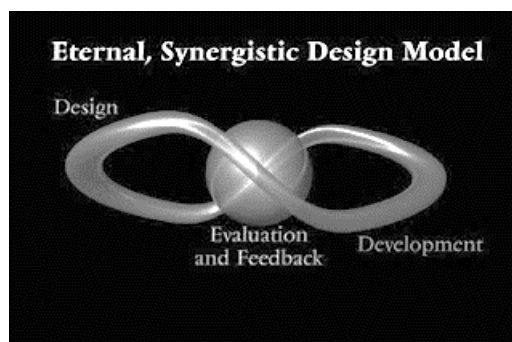 Eternal, Synergistic Design Model
Design
Evaluation
and Feedback
Development